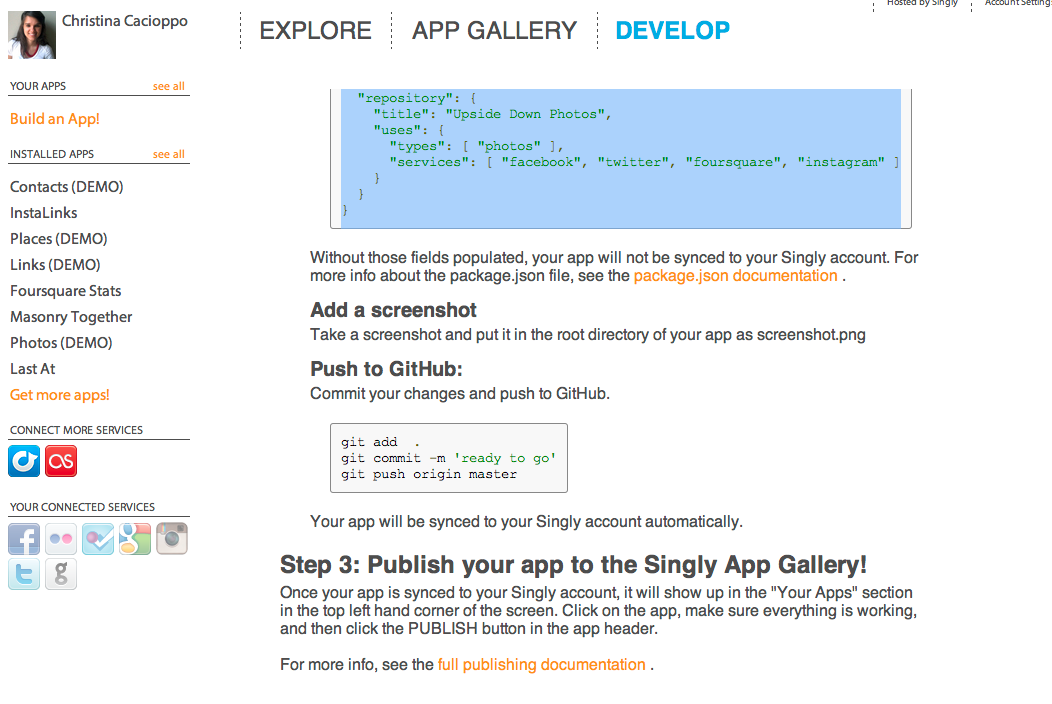 Christina Cacioppo
Hosted by Singly
Account Settings
EXPLORE
APP GALLERY
DEVELOP
YOUR APPS
see all
Build an App!
INSTALLED APPS
see all
Contacts (DEMO)
InstaLinks
Places (DEMO)
Links (DEMO)
Foursquare Stats
Masonry Together
Photos (DEMO)
Last At
Get more apps!
CONNECT MORE SERVICES
YOUR CONNECTED SERVICES
"repository": {
"title": "Upside Down Photos",
"uses": {
"types": [ "photos" ],
"services": [ "facebook", "twitter", "foursquare", "instagram" ]
}
}
}
Without those fields populated, your app will not be synced to your Singly account. For
more info about the package.json file, see the package.json documentation .
Add a screenshot
Take a screenshot and put it in the root directory of your app as screenshot.png
Push to GitHub:
Commit your changes and push to GitHub.
git add  .
git commit -m 'ready to go'
git push origin master
Your app will be synced to your Singly account automatically.
Step 3: Publish your app to the Singly App Gallery!
Once your app is synced to your Singly account, it will show up in the "Your Apps" section
in the top left hand corner of the screen. Click on the app, make sure everything is working,
and then click the PUBLISH button in the app header.
For more info, see the full publishing documentation .